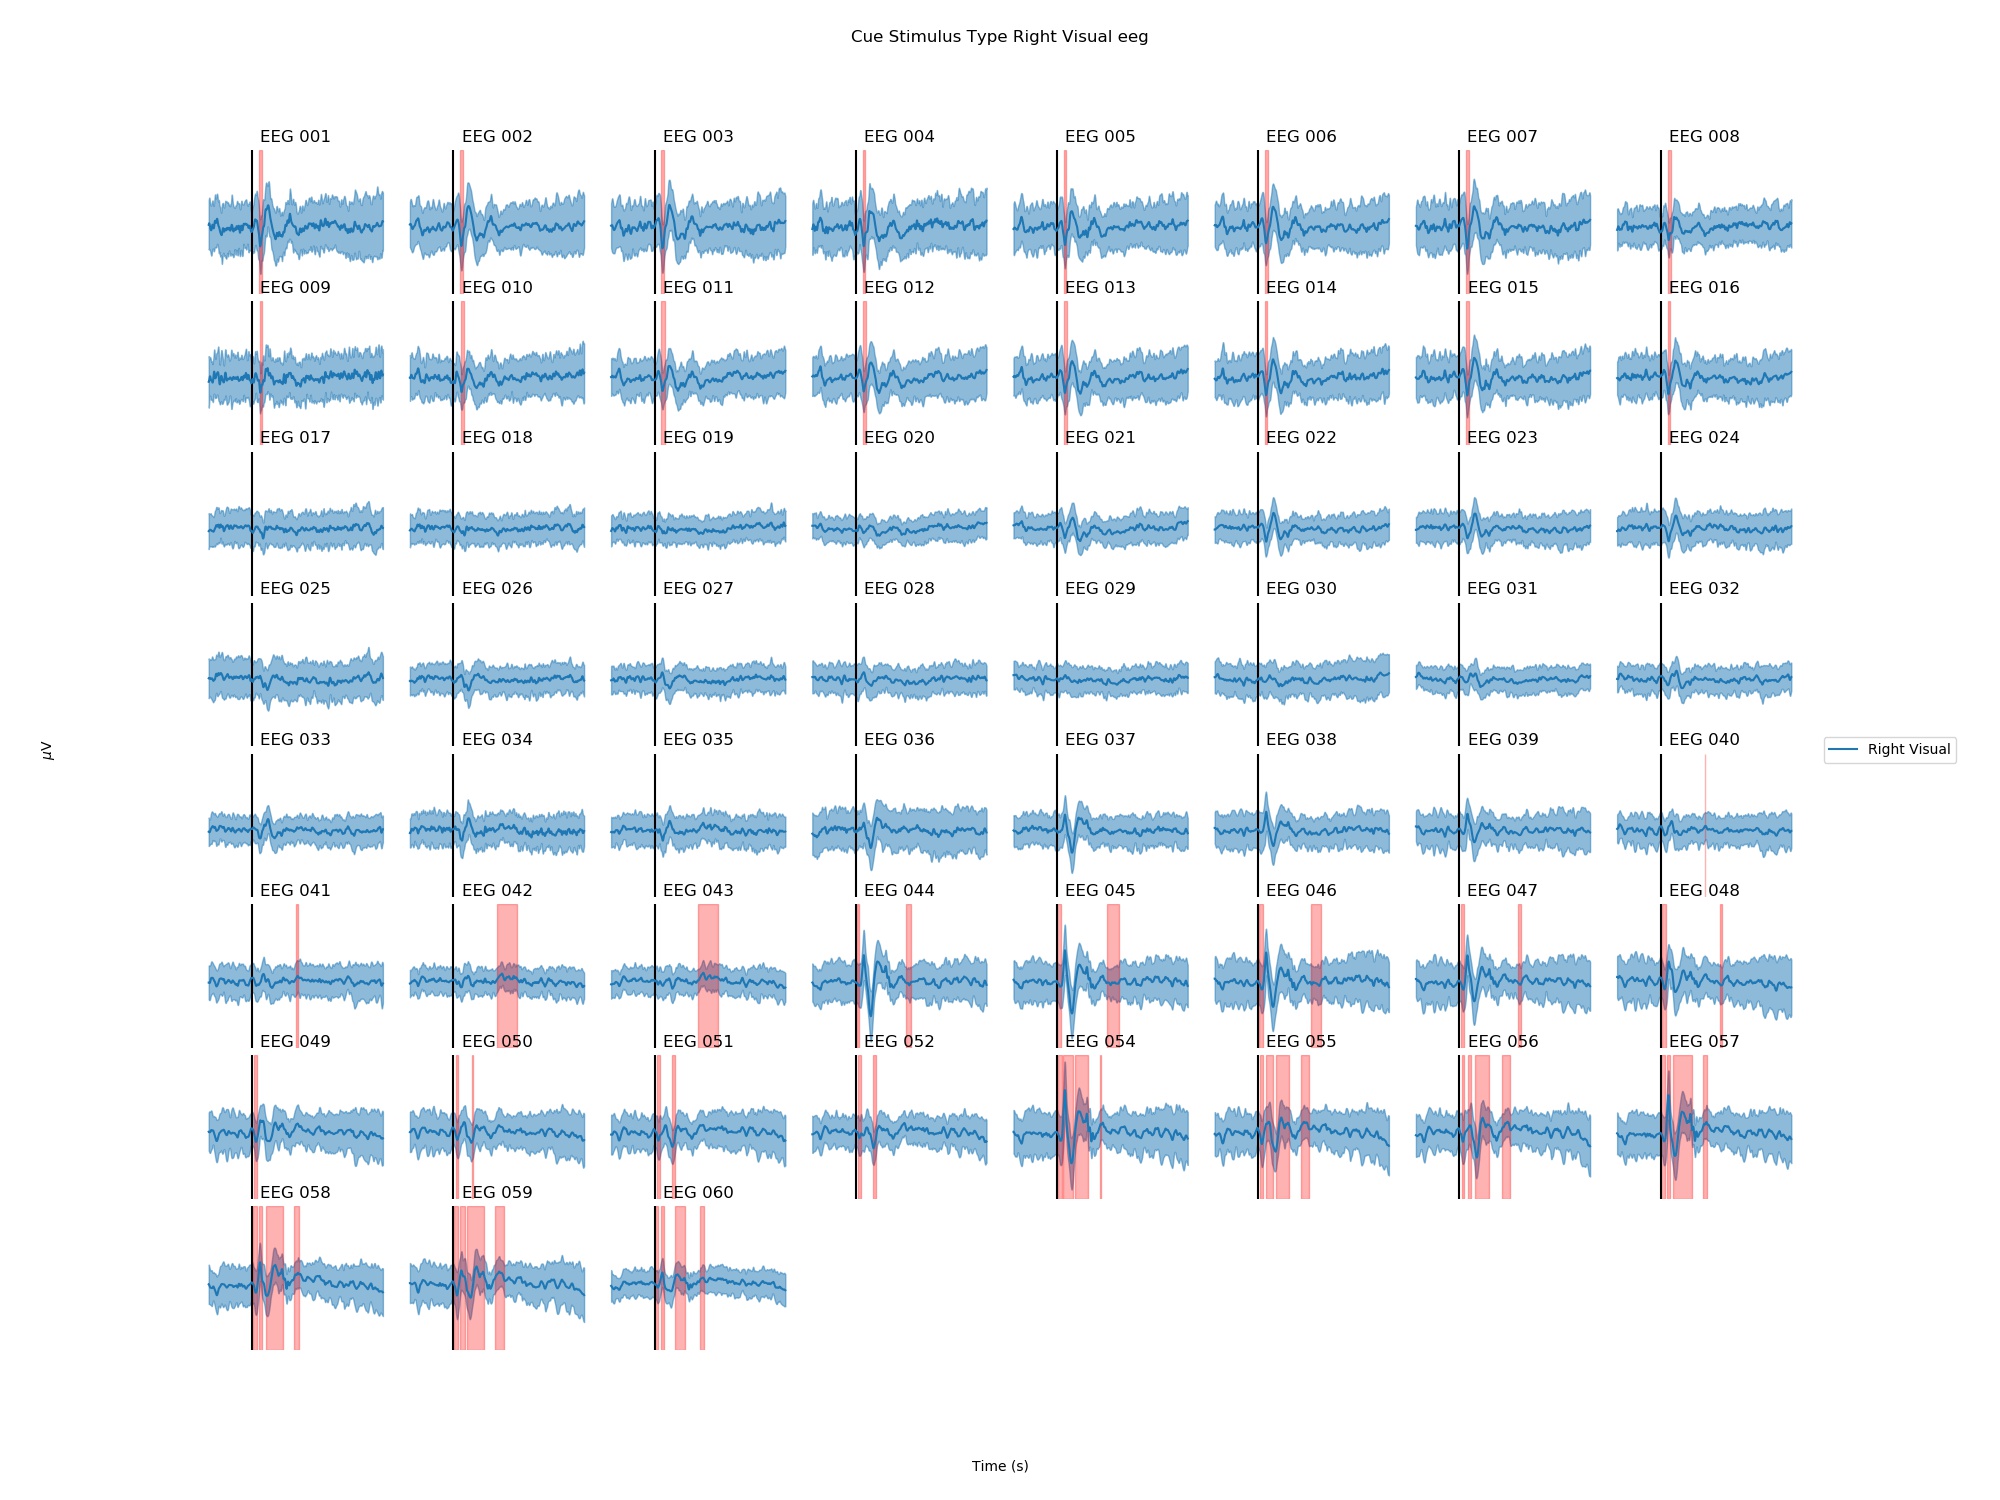 Cue Stimulus Type Right Visual eeg
EEG 001 EEG 002 EEG 003 EEG 004 EEG 005 EEG 006 EEG 007 EEG 008
EEG 009 EEG 010 EEG 011 EEG 012 EEG 013 EEG 014 EEG 015 EEG 016
EEG 017 EEG 018 EEG 019 EEG 020 EEG 021 EEG 022 EEG 023 EEG 024
EEG 025 EEG 026 EEG 027 EEG 028 EEG 029 EEG 030 EEG 031 EEG 032
EEG 033 EEG 034 EEG 035 EEG 036 EEG 037 EEG 038 EEG 039 EEG 040
μV
Right Visual
EEG 041 EEG 042 EEG 043 EEG 044 EEG 045 EEG 046 EEG 047 EEG 048
EEG 049 EEG 050 EEG 051 EEG 052 EEG 054 EEG 055 EEG 056 EEG 057
EEG 058 EEG 059 EEG 060
Time (s)